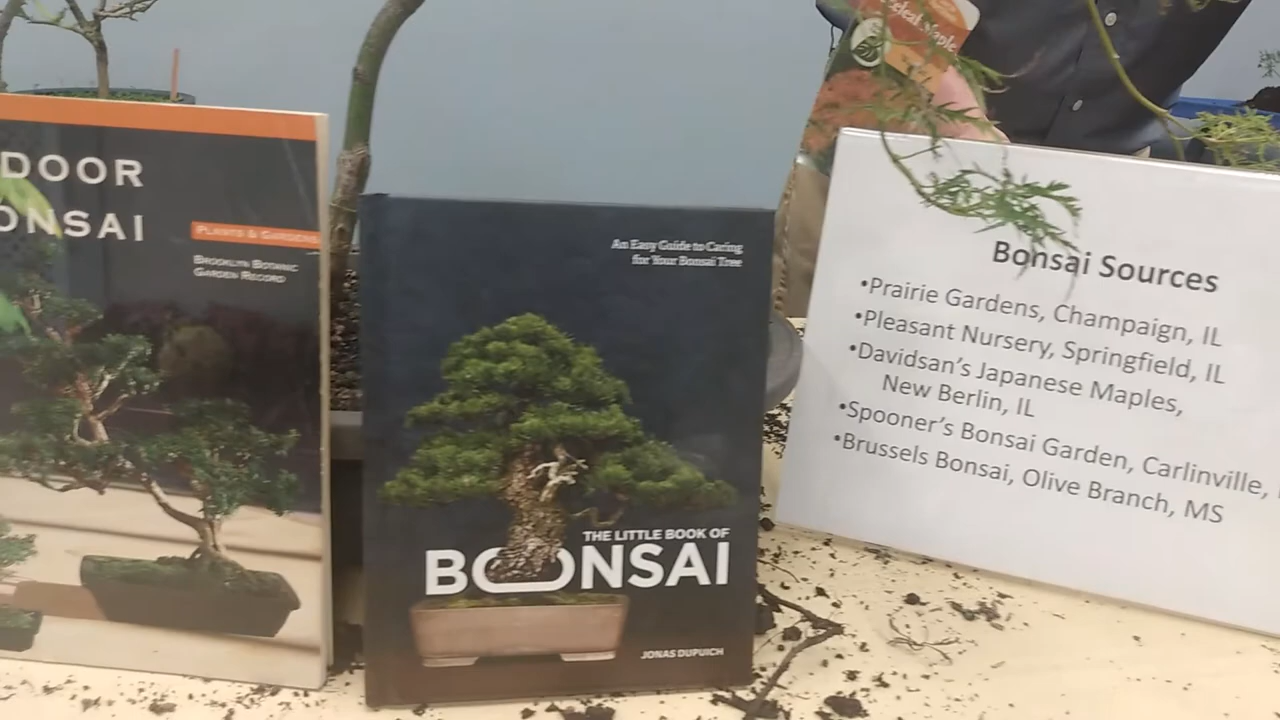 DOOR
ONSAI
PLANTS & GARDENS
BROOKLYN BOTANIC
GARDEN RECORD
An Easy Guide to Caring
for Your Bonsai Tree
THE LITTLE BOOK OF
BONSAI
JONAS DUPUICH
Maple
Bonsai Sources
•Prairie Gardens, Champaign, IL
•Pleasant Nursery, Springfield, IL
•Davidsan's Japanese Maples,
New Berlin, IL
•Spooner's Bonsai Garden, Carlinville,
•Brussels Bonsai, Olive Branch, MS